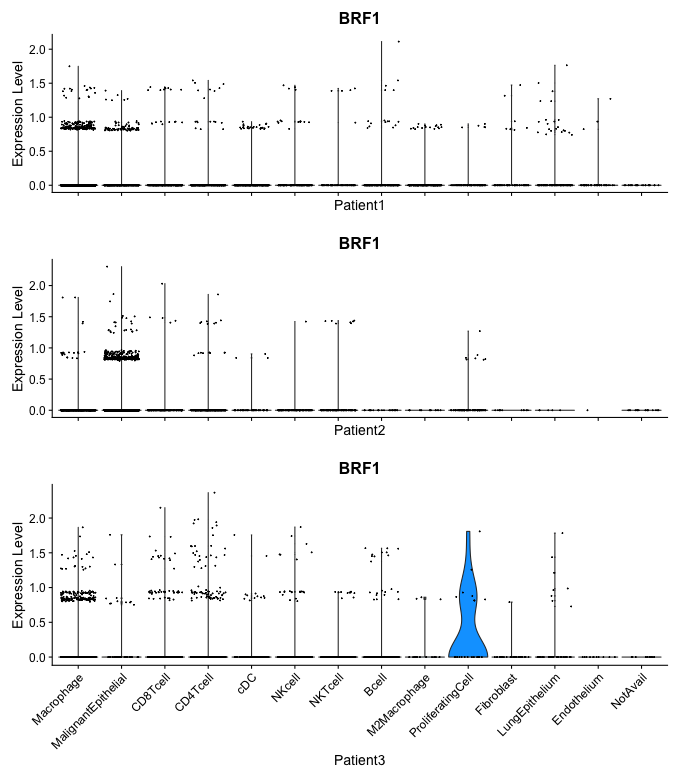 BRF1
Expression Level
2.0
1.5
1.0
0.5
0.0
Patient1
BRF1
Expression Level
2.0
1.5
1.0
0.5
0.0
Patient2
BRF1
Expression Level
2.0
1.5
1.0
0.5
0.0
Macrophage
MalignantEpithelial
CD8Tcell
CD4Tcell
cDC
NKcell
NKTcell
Bcell
M2Macrophage
ProliferatingCell
Fibroblast
LungEpithelium
Endothelium
NotAvail
Patient3